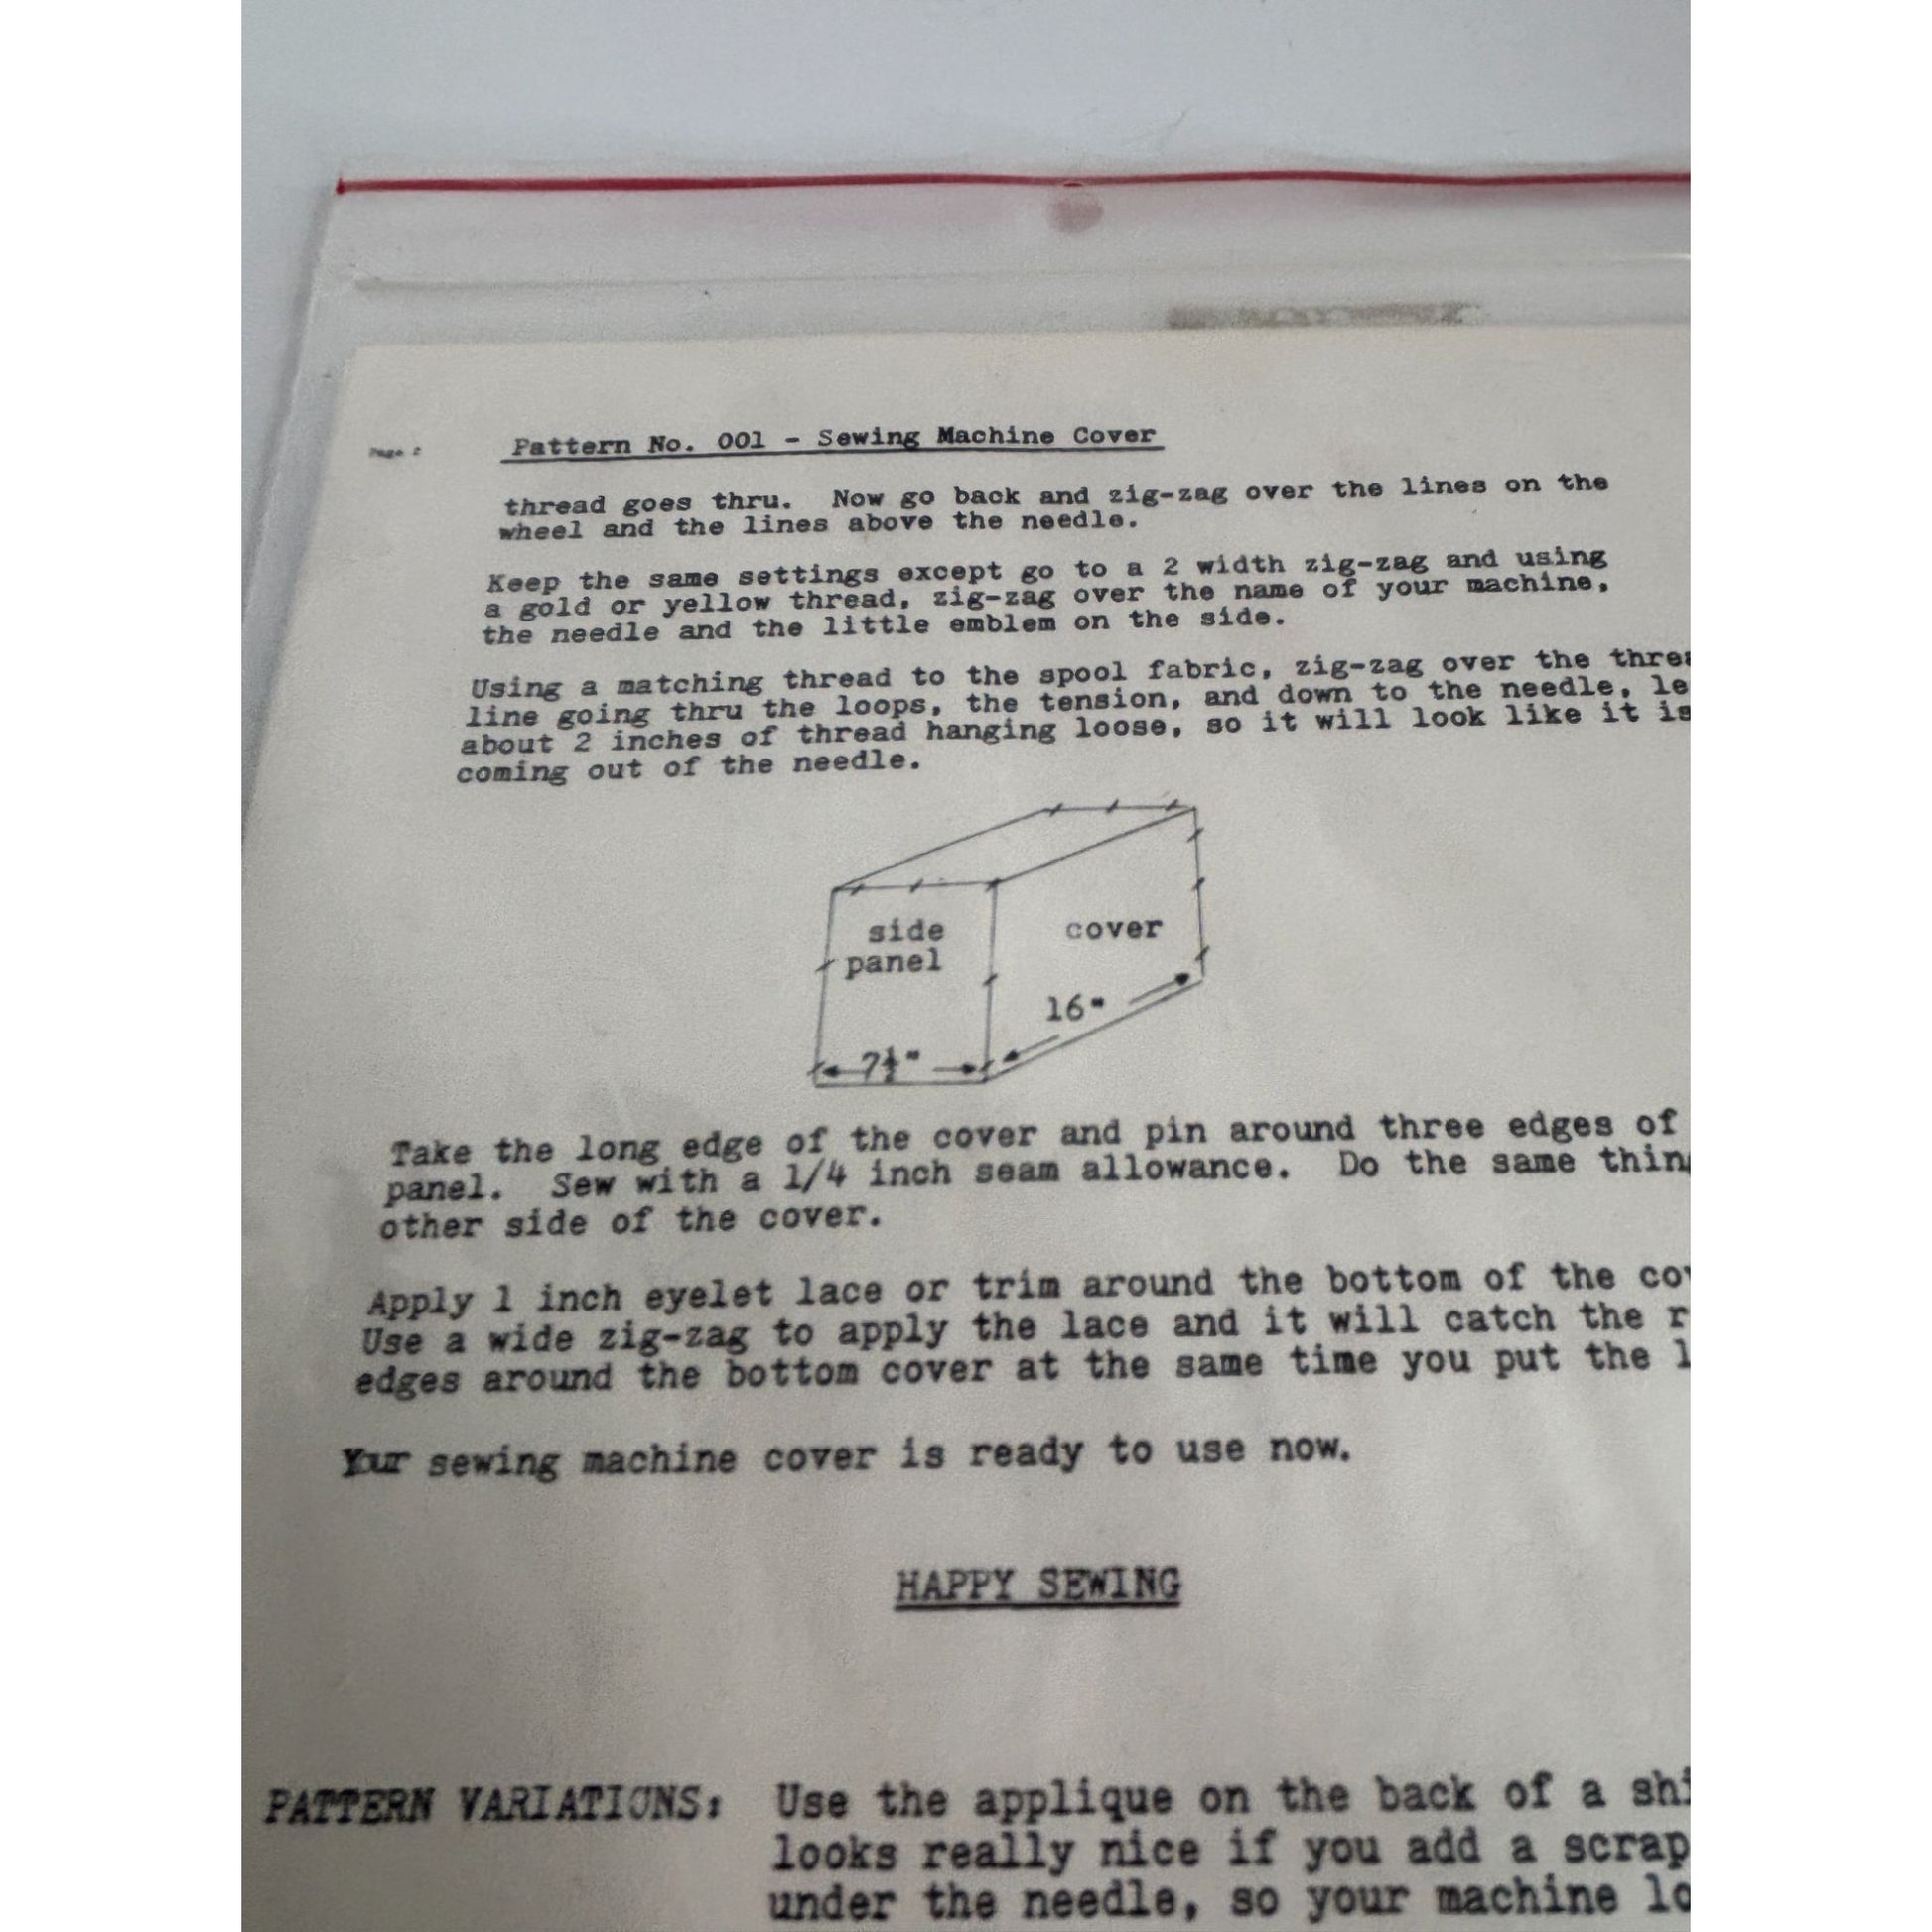 Page 2
Pattern No. 001 - Sewing Machine Cover
thread goes thru. Now go back and zig-zag over the lines on the
wheel and the lines above the needle.
Keep the same settings except go to a 2 width zig-zag and using
a gold or yellow thread, zig-zag over the name of your machine,
the needle and the little emblem on the side.
Using a matching thread to the spool fabric, zig-zag over the
line going thru the loops, the tension, and down to the needle,
about 2 inches of thread hanging loose, so it will look like it is
coming out of the needle.
side
panel
cover
16"
7½"
Take the long edge of the cover and pin around three edges of
panel. Sew with a 1/4 inch seam allowance. Do the same
other side of the cover.
Apply 1 inch eyelet lace or trim around the bottom of the
Use a wide zig-zag to apply the lace and it will catch the
edges around the bottom cover at the same time you put the
Your sewing machine cover is ready to use now.
HAPPY SEWING
PATTERN VARIATIONS: Use the applique on the back of a
looks really nice if you add a scrap
under the needle, so your machine